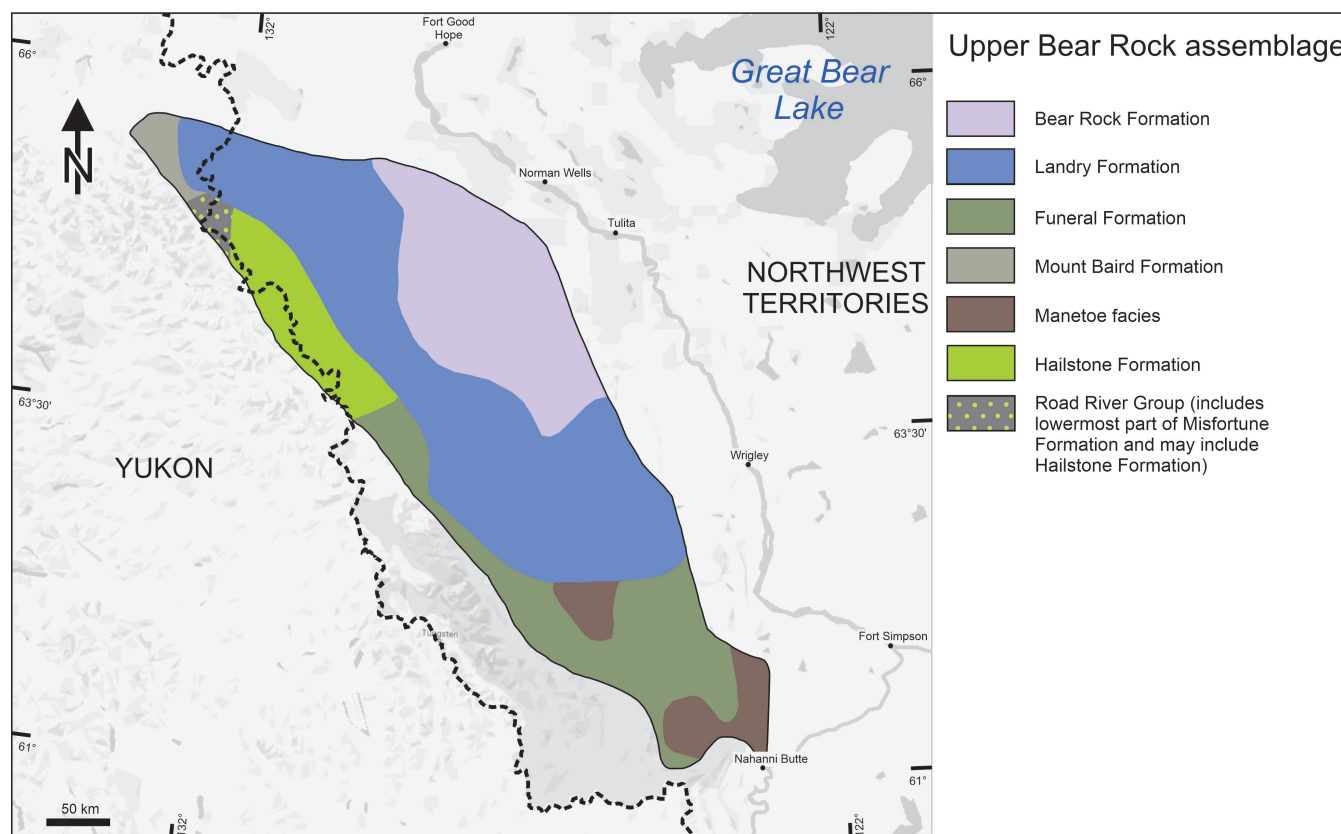 132°
Fort Good
Hope
122°
66°
Great Bear
Lake
66°
N
Norman Wells
Tulita
NORTHWEST
TERRITORIES
63°30'
63°30'
YUKON
Wrigley
Tungsten
Fort Simpson
61°
Nahanni Butte
61°
50 km
132°
122°
Upper Bear Rock assemblage
Bear Rock Formation
Landry Formation
Funeral Formation
Mount Baird Formation
Manetoe facies
Hailstone Formation
Road River Group (includes
lowermost part of Misfortune
Formation and may include
Hailstone Formation)